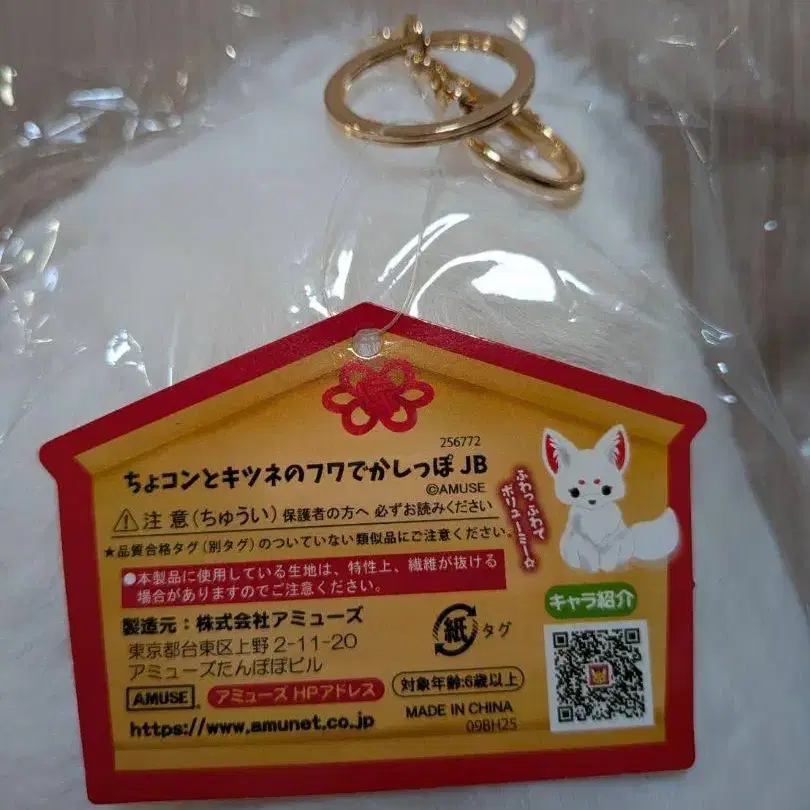 256772
ちょコンとキツネのフワでかしっぽ JB
©AMUSE
⚠注意(ちゅうい)保護者の方へ 必ずお読みください
★品質合格タグ(別タグ)のついていない類似品にご注意ください。
●本製品に使用している生地は、特性上、繊維が抜ける
場合がありますのでご注意ください。
ふわっふわで
ボリューミー☆
キャラ紹介
製造元:株式会社アミューズ
東京都台東区上野 2-11-20
アミューズたんぽぽビル
紙 タグ
AMUSE アミューズ HPアドレス
対象年齢:6歳以上
https://www.amunet.co.jp
MADE IN CHINA
09BH25